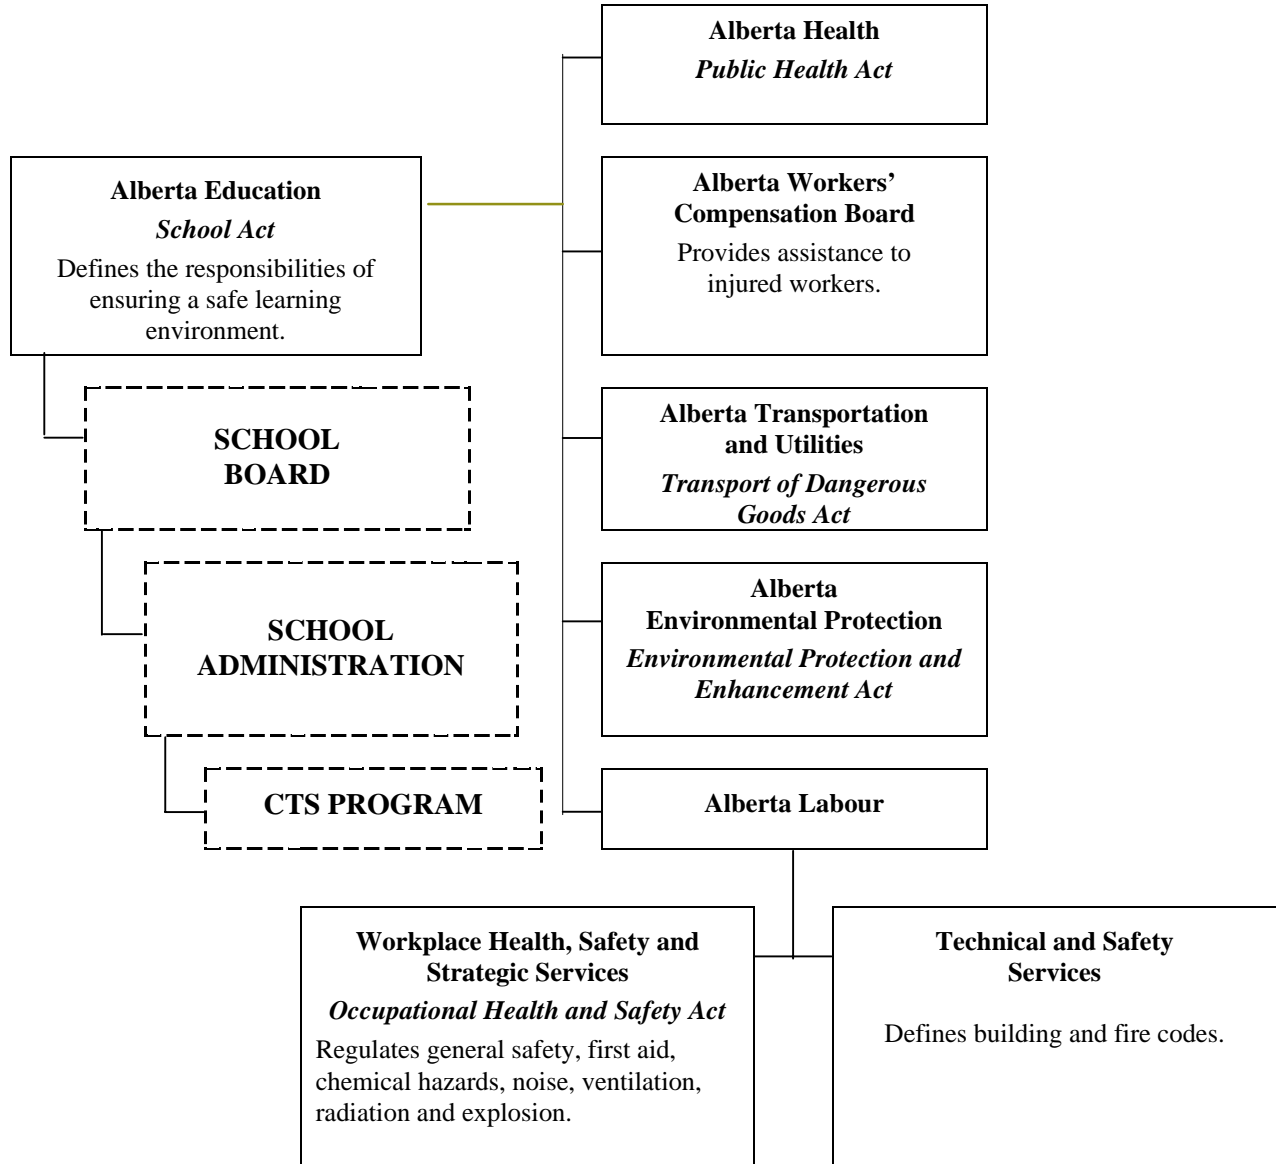 Alberta Health
Public Health Act
Alberta Education
School Act
Defines the responsibilities of
ensuring a safe learning
environment.
Alberta Workers’
Compensation Board
Provides assistance to
injured workers.
SCHOOL
BOARD
Alberta Transportation
and Utilities
Transport of Dangerous
Goods Act
SCHOOL
ADMINISTRATION
Alberta
Environmental Protection
Environmental Protection and
Enhancement Act
CTS PROGRAM
Alberta Labour
Workplace Health, Safety and
Strategic Services
Occupational Health and Safety Act
Regulates general safety, first aid,
chemical hazards, noise, ventilation,
radiation and explosion.
Technical and Safety
Services
Defines building and fire codes.